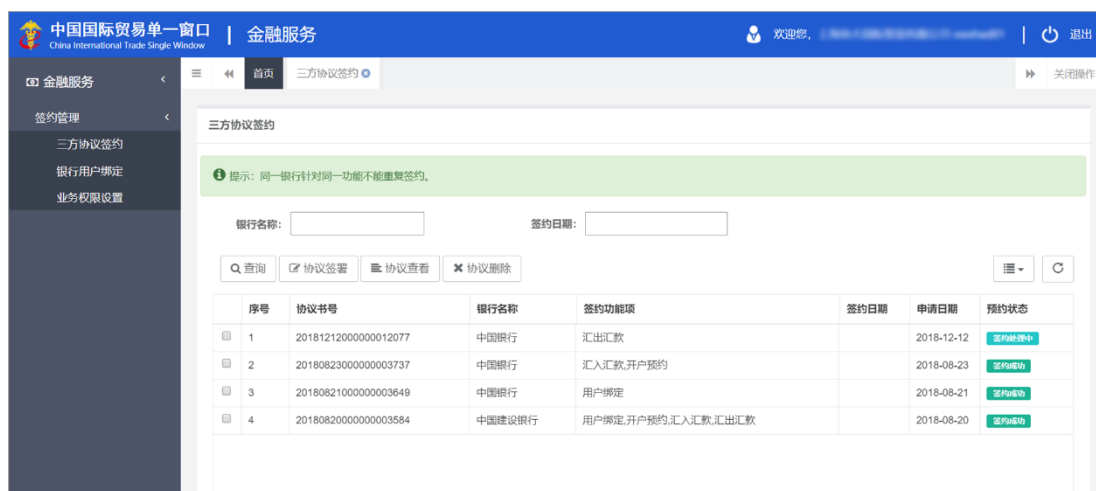 中国国际贸易单一窗口 | 金融服务
China International Trade Single Window
欢迎您，
| 退出
金融服务
首页 三方协议签约
关闭操作
签约管理
三方协议签约
银行用户绑定
业务权限设置
三方协议签约
提示：同一银行针对同一功能不能重复签约。
银行名称： 签约日期：
查询 协议签署 协议查看 协议删除
序号 协议书号 银行名称 签约功能项 签约日期 申请日期 预约状态
1 20181212000000012077 中国银行 汇出汇款 2018-12-12 签约处理中
2 20180823000000003737 中国银行 汇入汇款,开户预约 2018-08-23 签约成功
3 20180821000000003649 中国银行 用户绑定 2018-08-21 签约成功
4 20180820000000003584 中国建设银行 用户绑定,开户预约,汇入汇款,汇出汇款 2018-08-20 签约成功